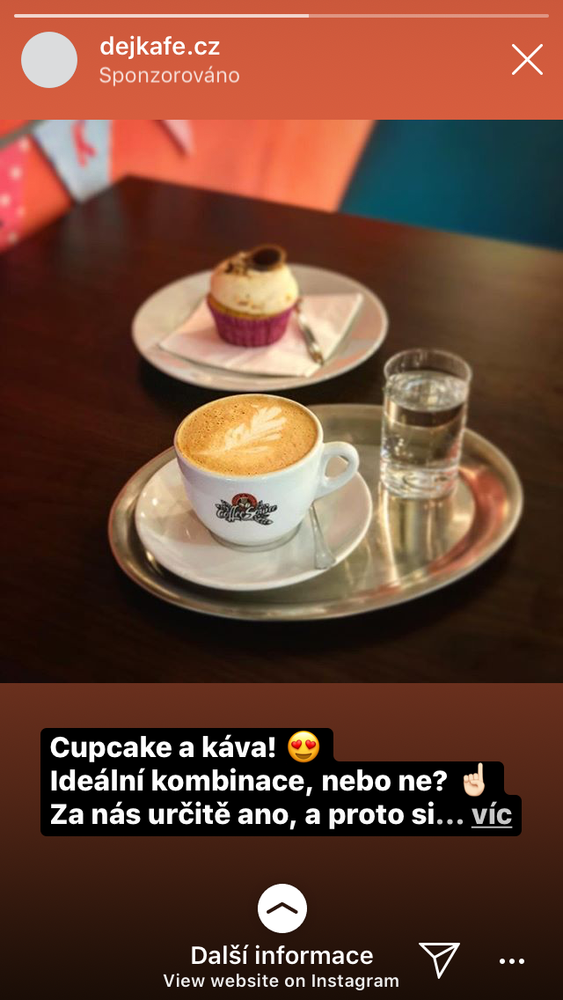 dejkafe.cz
Sponzorováno
Cupcake a káva! 😍
Ideální kombinace, nebo ne? ☝🏻
Za nás určitě ano, a proto si... víc
Další informace
View website on Instagram